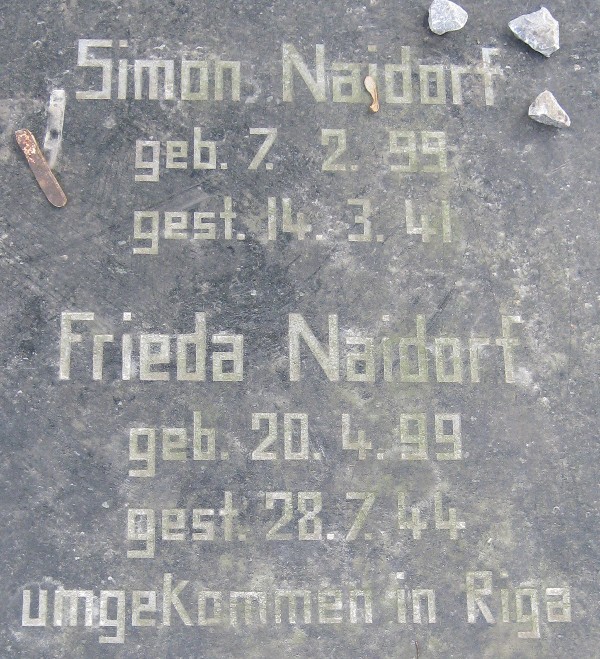 Simon Naidorf
geb. 7. 2. 99
gest. 14. 3. 41
Frieda Naidorf
geb. 20. 4. 99
gest. 28. 7. 44
umgekommen in Riga